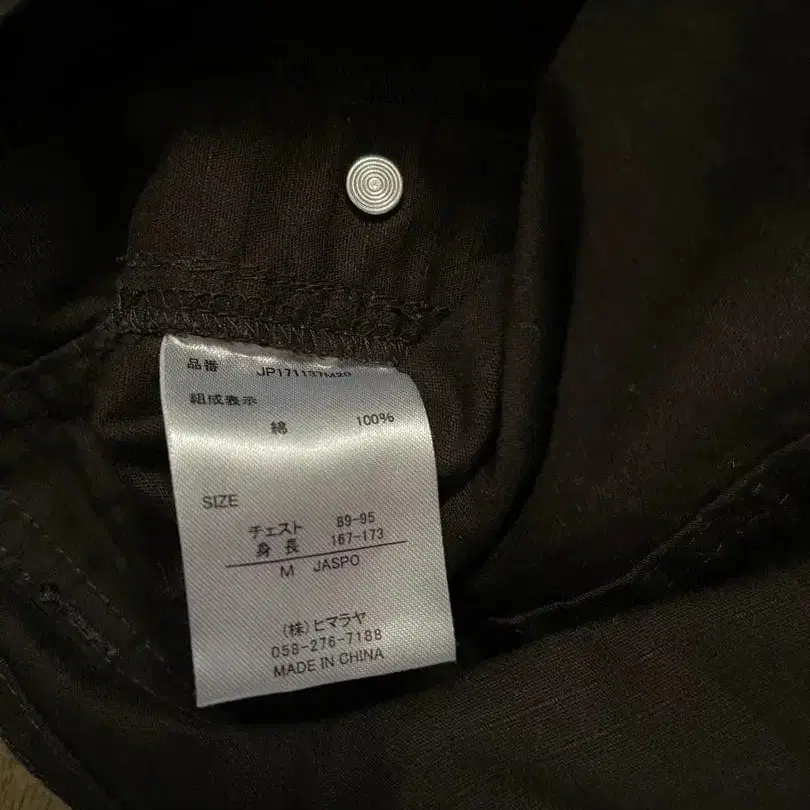 品番 JP171137M20
組成表示
綿 100%
SIZE
チェスト 89-95
身長 167-173
M JASPO
(株)ヒマラヤ
058-276-7188
MADE IN CHINA